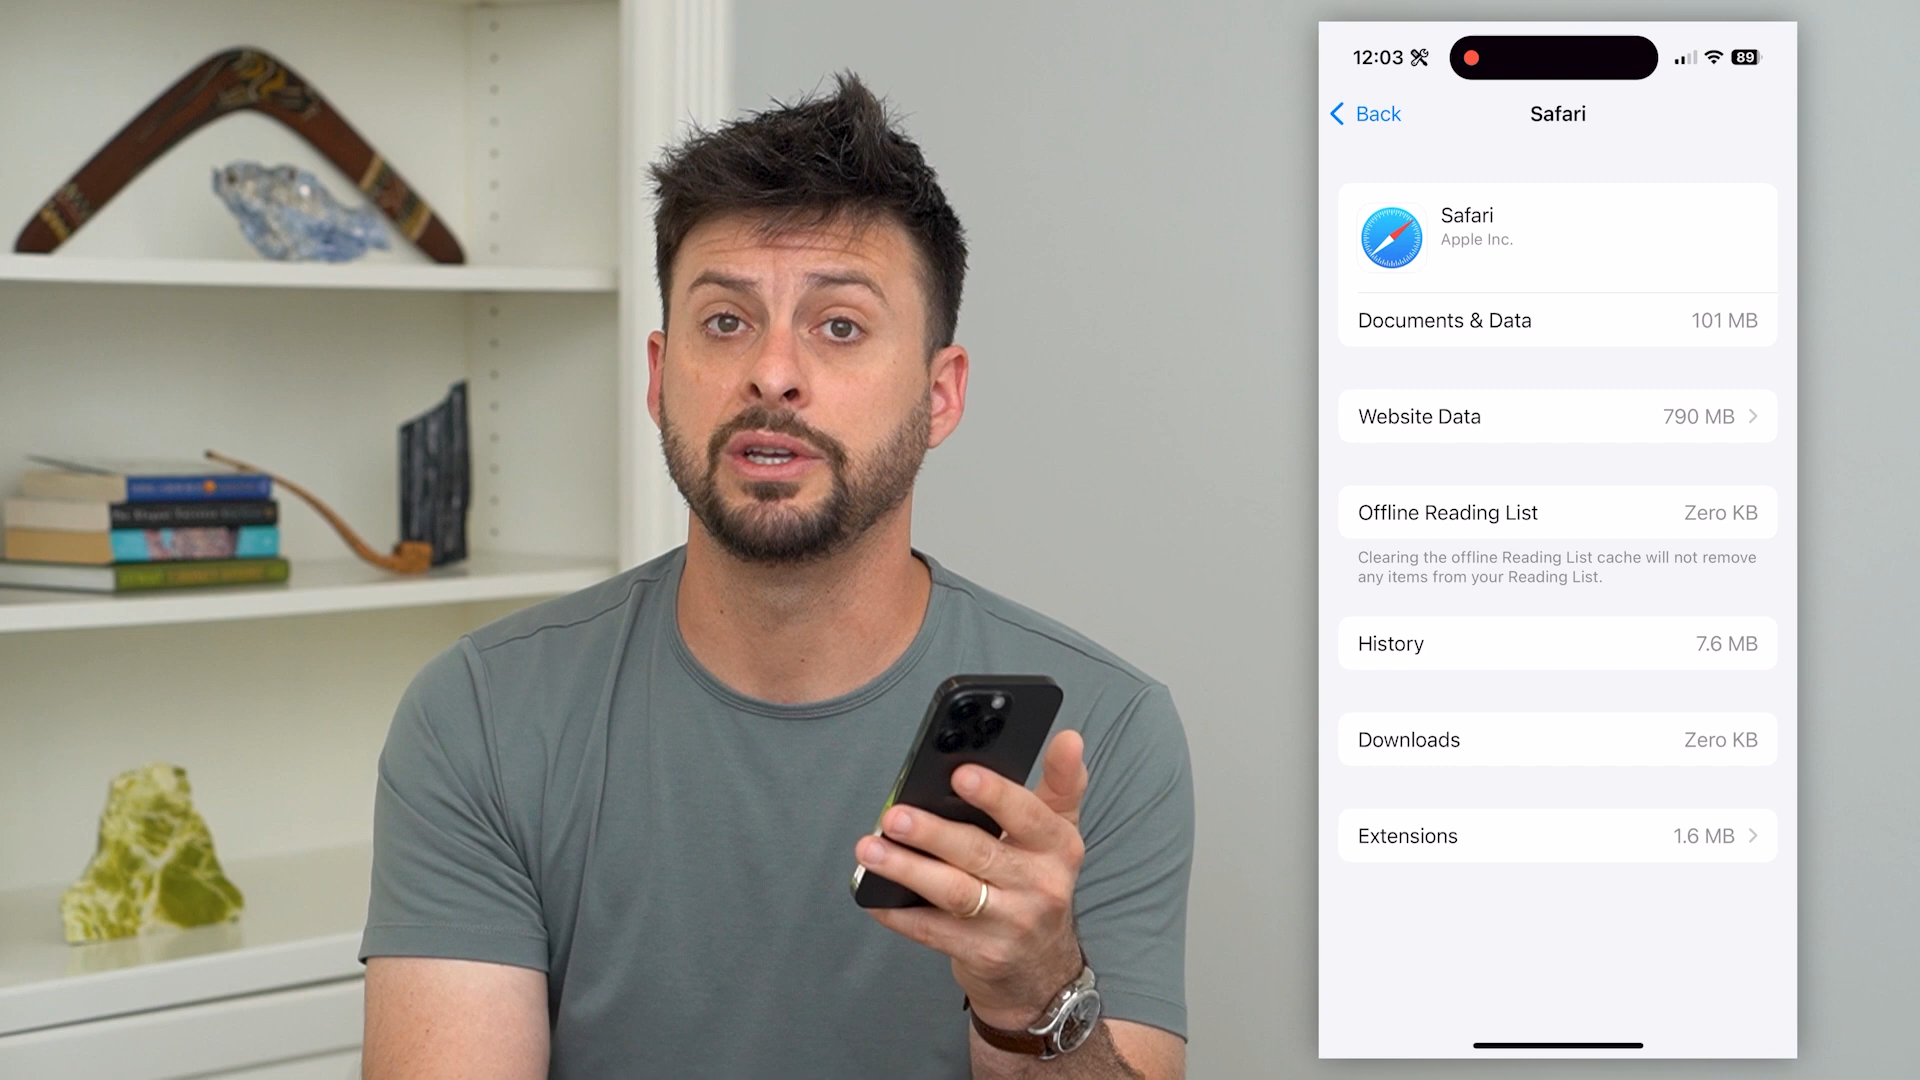 12:03
89
Back
Safari
Safari
Apple Inc.
Documents & Data 101 MB
Website Data 790 MB
Offline Reading List Zero KB
Clearing the offline Reading List cache will not remove
any items from your Reading List.
History 7.6 MB
Downloads Zero KB
Extensions 1.6 MB